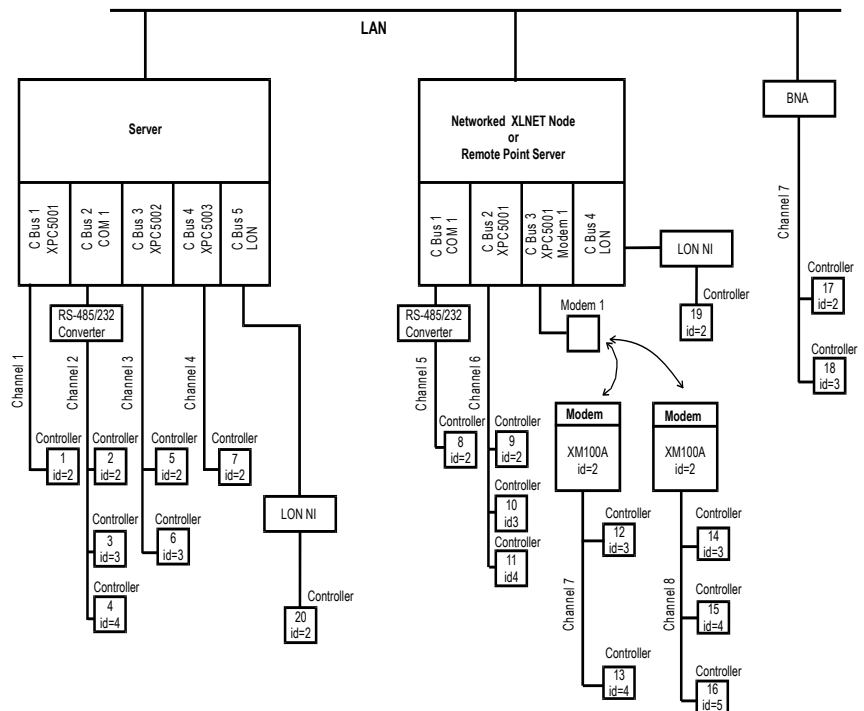 LAN
Server
C Bus 1
XPC5001
C Bus 2
COM 1
C Bus 3
XPC5002
C Bus 4
XPC5003
C Bus 5
LON
Networked XLNET Node
or
Remote Point Server
C Bus 1
COM 1
C Bus 2
XPC5001
C Bus 3
XPC5001
Modem 1
C Bus 4
LON
BNA
Channel 7
Controller
17
id=2
Controller
18
id=3
LON NI
Controller
19
id=2
RS-485/232
Converter
Channel 1
Channel 2
Channel 3
Channel 4
Controller
1
id=2
Controller
2
id=2
Controller
3
id=3
Controller
4
id=4
Controller
5
id=2
Controller
6
id=3
Controller
7
id=2
LON NI
Controller
20
id=2
RS-485/232
Converter
Modem 1
Channel 5
Channel 6
Controller
8
id=2
Controller
9
id=2
Controller
10
id3
Controller
11
id4
Modem
XM100A
id=2
Channel 7
Controller
12
id=3
Controller
13
id=4
Modem
XM100A
id=2
Channel 8
Controller
14
id=3
Controller
15
id=4
Controller
16
id=5